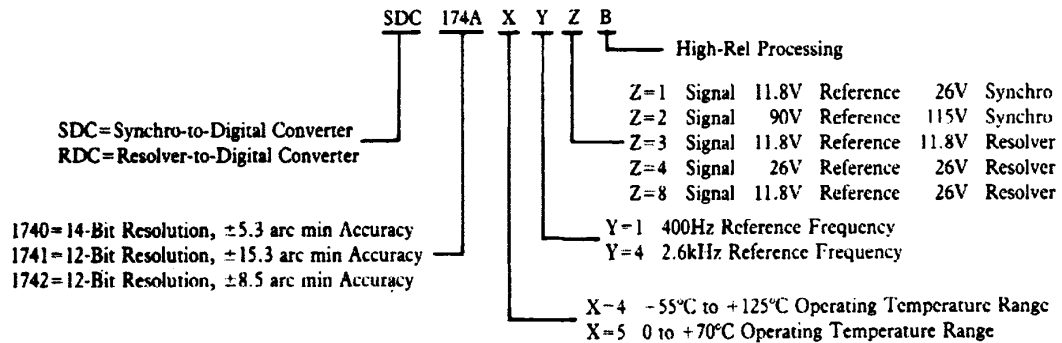 SDC 174A X Y Z B
High-Rel Processing
Z=1 Signal 11.8V Reference 26V Synchro
Z=2 Signal 90V Reference 115V Synchro
Z=3 Signal 11.8V Reference 11.8V Resolver
Z=4 Signal 26V Reference 26V Resolver
Z=8 Signal 11.8V Reference 26V Resolver
SDC=Synchro-to-Digital Converter
RDC=Resolver-to-Digital Converter
1740=14-Bit Resolution, ±5.3 arc min Accuracy
1741=12-Bit Resolution, ±15.3 arc min Accuracy
1742=12-Bit Resolution, ±8.5 arc min Accuracy
Y=1 400Hz Reference Frequency
Y=4 2.6kHz Reference Frequency
X=4 -55°C to +125°C Operating Temperature Range
X=5 0 to +70°C Operating Temperature Range